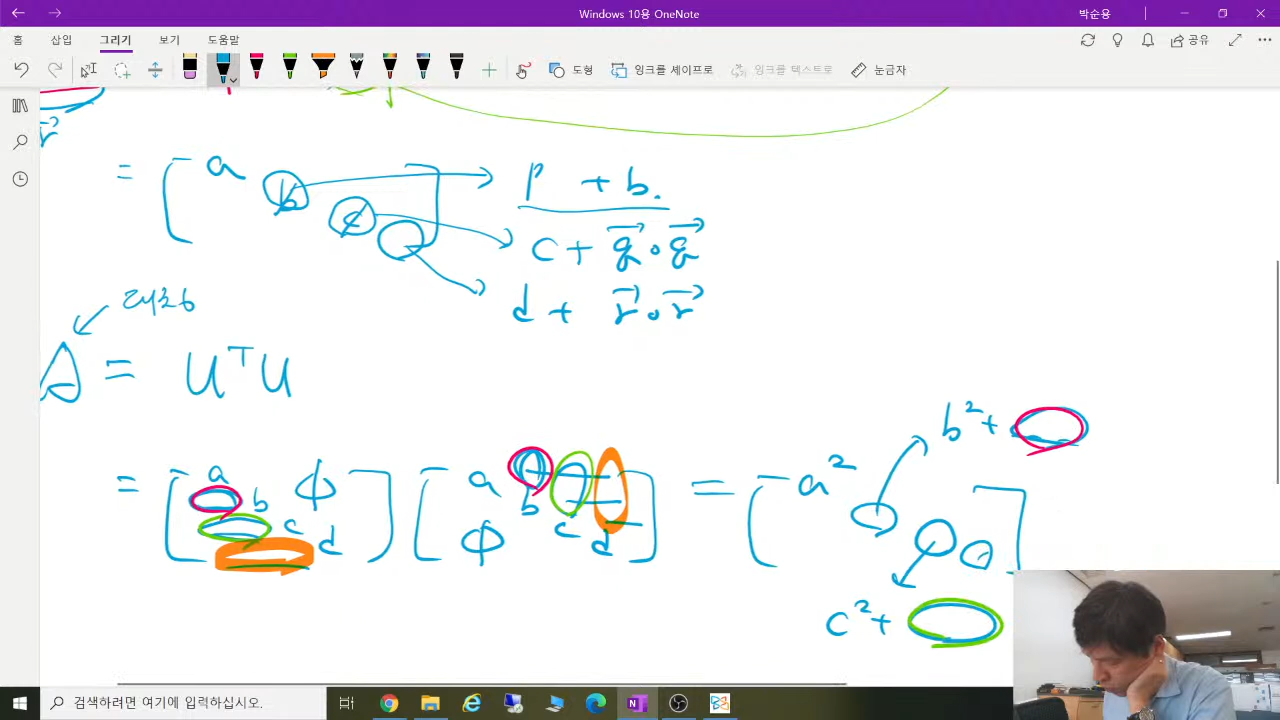 Windows 10용 OneNote
박순용
홈 삽입 그리기 보기 도움말
공유
도형 잉크를 셰이프로 잉크를 텍스트로 눈금자
r
= [ a b c ] p + b.
c + q · q
d + r · r
A = UᵀU
b² +
= [ a b c d ϕ ] [ a b c d ϕ ] = [ a² ]
c² +
검색하려면 여기에 입력하십시오.